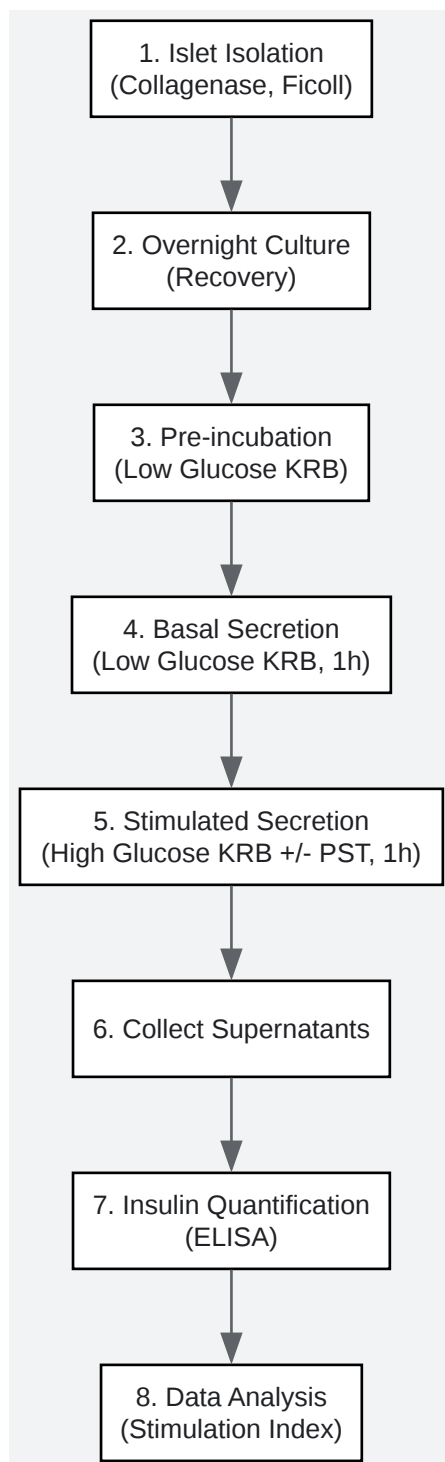 1. Islet Isolation
(Collagenase, Ficoll)
2. Overnight Culture
(Recovery)
3. Pre-incubation
(Low Glucose KRB)
4. Basal Secretion
(Low Glucose KRB, 1h)
5. Stimulated Secretion
(High Glucose KRB +/- PST, 1h)
6. Collect Supernatants
7. Insulin Quantification
(ELISA)
8. Data Analysis
(Stimulation Index)